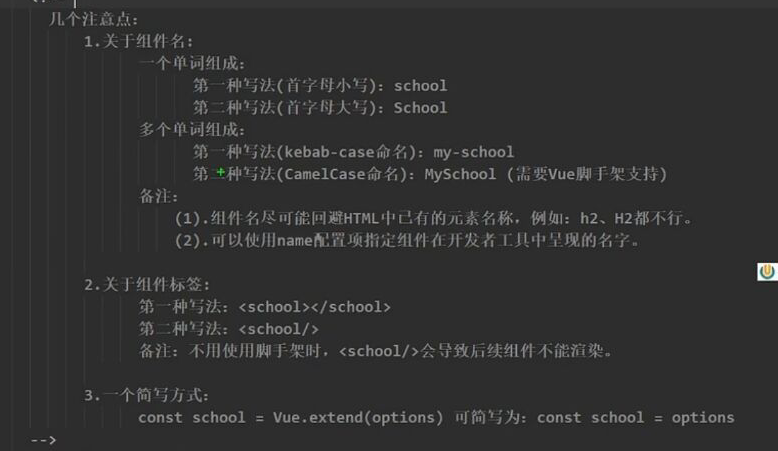 几个注意点：
1.关于组件名：
一个单词组成：
第一种写法(首字母小写)：school
第二种写法(首字母大写)：School
多个单词组成：
第一种写法(kebab-case命名)：my-school
第二种写法(CamelCase命名)：MySchool (需要Vue脚手架支持)
备注：
(1).组件名尽可能回避HTML中已有的元素名称，例如：h2、H2都不行。
(2).可以使用name配置项指定组件在开发者工具中呈现的名字。
2.关于组件标签：
第一种写法：<school></school>
第二种写法：<school/>
备注：不用使用脚手架时，<school/>会导致后续组件不能渲染。
3.一个简写方式：
const school = Vue.extend(options) 可简写为：const school = options
-->